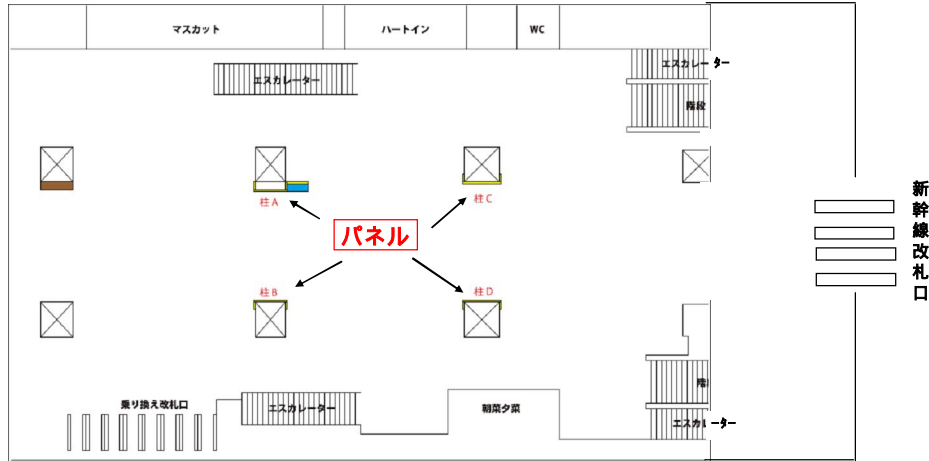 マスカット
ハートイン
WC
エスカレーター
エスカレーター
階段
柱A
柱C
パネル
新幹線改札口
柱B
柱D
乗り換え改札口
エスカレーター
朝菜夕菜
階
エスカレーター